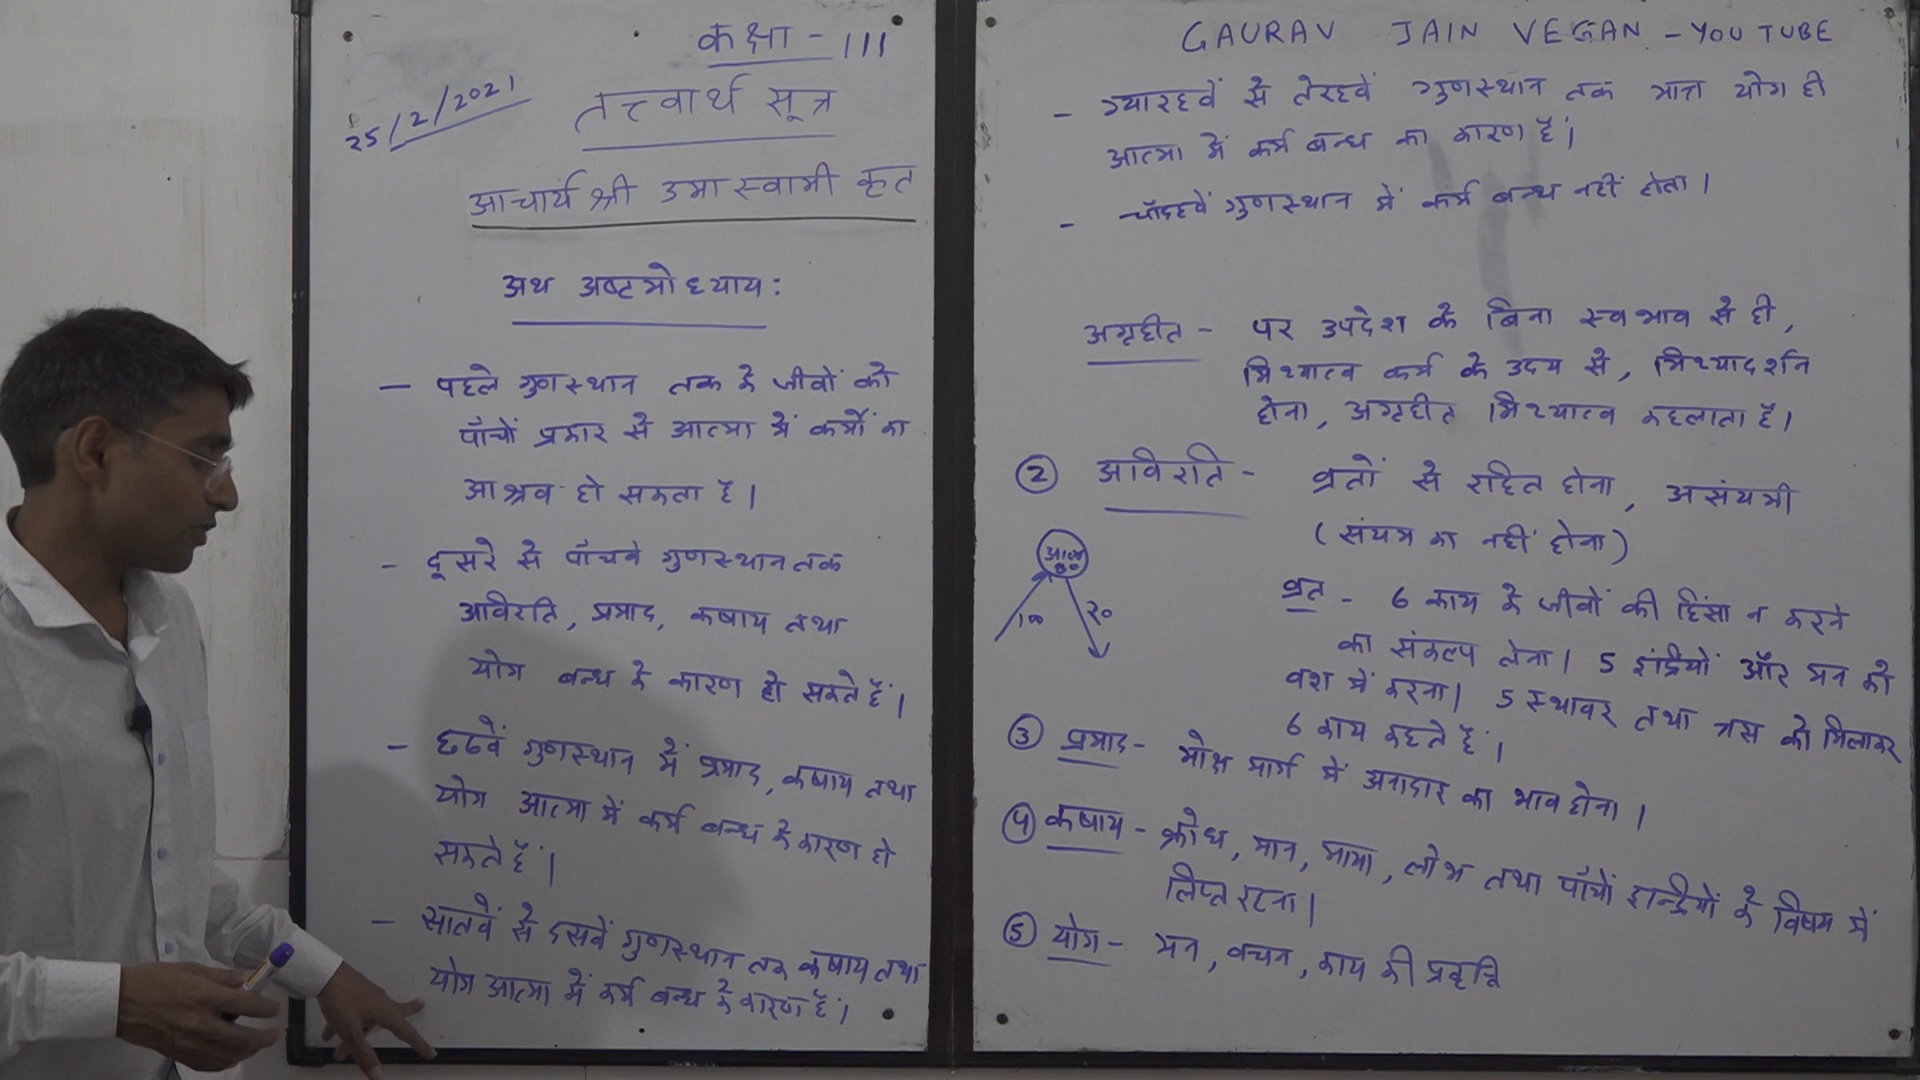 कक्षा - 111
25/2/2021
तत्त्वार्थ सूत्र
आचार्य श्री उमास्वामी कृत
अथ अष्टमोध्याय:
- पहले गुणस्थान तक के जीवों को
पाँचों प्रकार से आत्मा में कर्मों का
आश्रव हो सकता है।
- दूसरे से पाँचवे गुणस्थान तक
अविरति, प्रमाद, कषाय तथा
योग बन्ध के कारण हो सकते हैं।
- छठवें गुणस्थान में प्रमाद, कषाय तथा
योग आत्मा में कर्म बन्ध के कारण हो
सकते हैं।
- सातवें से दसवें गुणस्थान तक कषाय तथा
योग आत्मा में कर्म बन्ध के कारण हैं।
GAURAV JAIN VEGAN - YOUTUBE
- ग्यारहवें से तेरहवें गुणस्थान तक मात्र योग ही
आत्मा में कर्म बन्ध का कारण है।
- चौदहवें गुणस्थान में कर्म बन्ध नहीं होता।
अगृहीत - पर उपदेश के बिना स्वभाव से ही,
मिथ्यात्व कर्म के उदय से, मिथ्यादर्शन
होना, अगृहीत मिथ्यात्व कहलाता है।
② अविरति - व्रतों से रहित होना, असंयमी
(संयम का नहीं होना)
व्रत - 6 काय के जीवों की हिंसा न करने
का संकल्प लेना। 5 इंद्रियों और मन को
वश में करना। 5 स्थावर तथा त्रस को मिलाकर
6 काय कहते हैं।
100
20
③ प्रमाद - मोक्ष मार्ग में अनादार का भाव होना।
④ कषाय - क्रोध, मान, माया, लोभ तथा पाँचों इन्द्रियों के विषय में
लिप्त रहना।
⑤ योग - मन, वचन, काय की प्रवृत्ति